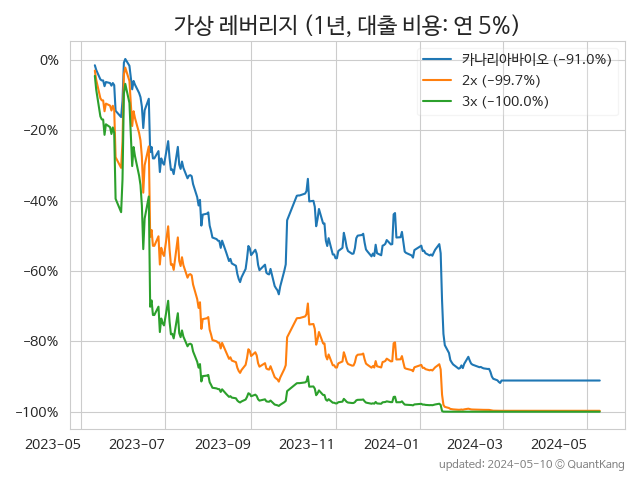 가상 레버리지 (1년, 대출 비용: 연 5%)
카나리아바이오 (−91.0%)
2x (−99.7%)
3x (−100.0%)
0%
−20%
−40%
−60%
−80%
−100%
2023-05 2023-07 2023-09 2023-11 2024-01 2024-03 2024-05
updated: 2024-05-10 © QuantKang